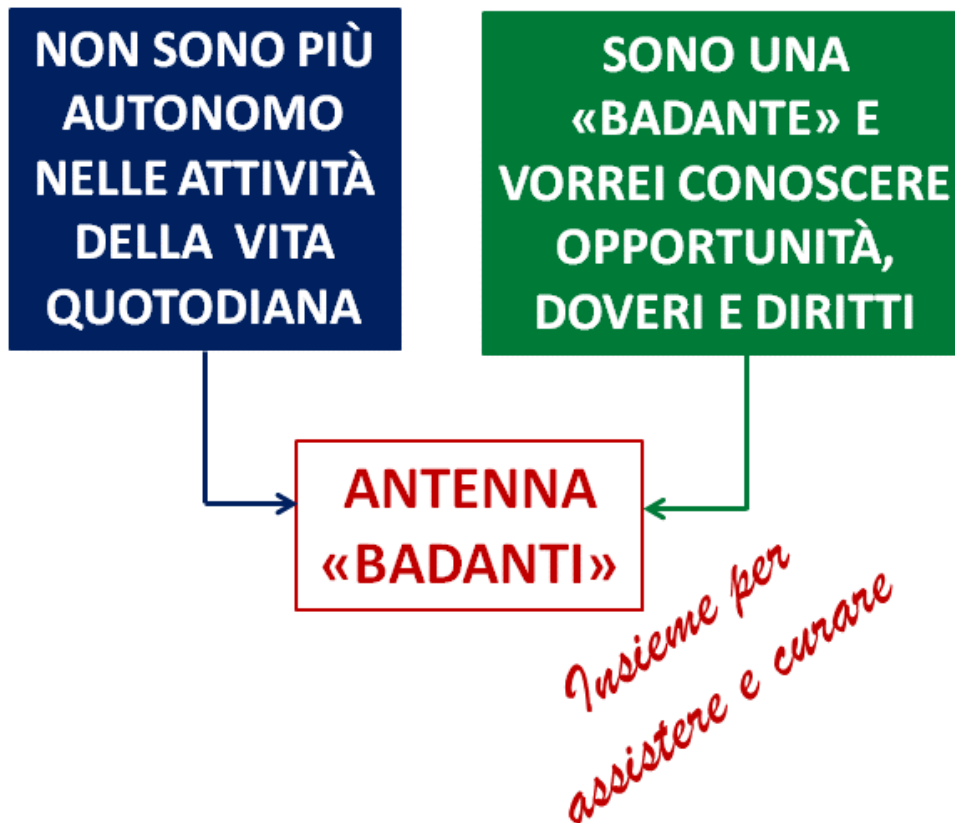 NON SONO PIÙ
AUTONOMO
NELLE ATTIVITÀ
DELLA VITA
QUOTODIANA
SONO UNA
«BADANTE» E
VORREI CONOSCERE
OPPORTUNITÀ,
DOVERI E DIRITTI
ANTENNA
«BADANTI»
Insieme per
assistere e curare